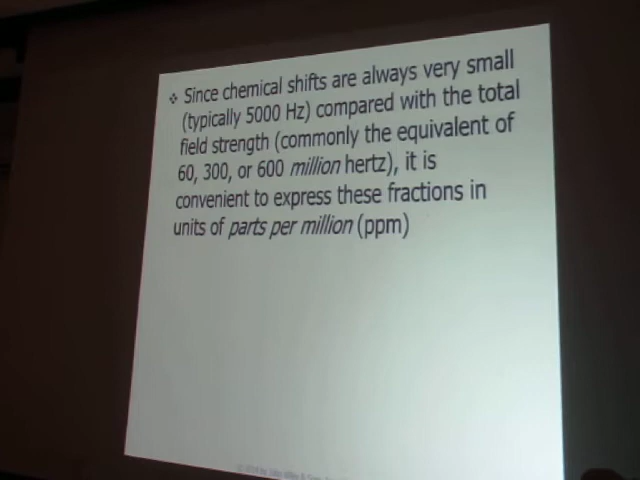 ❖ Since chemical shifts are always very small
(typically 5000 Hz) compared with the total
field strength (commonly the equivalent of
60, 300, or 600 million hertz), it is
convenient to express these fractions in
units of parts per million (ppm)